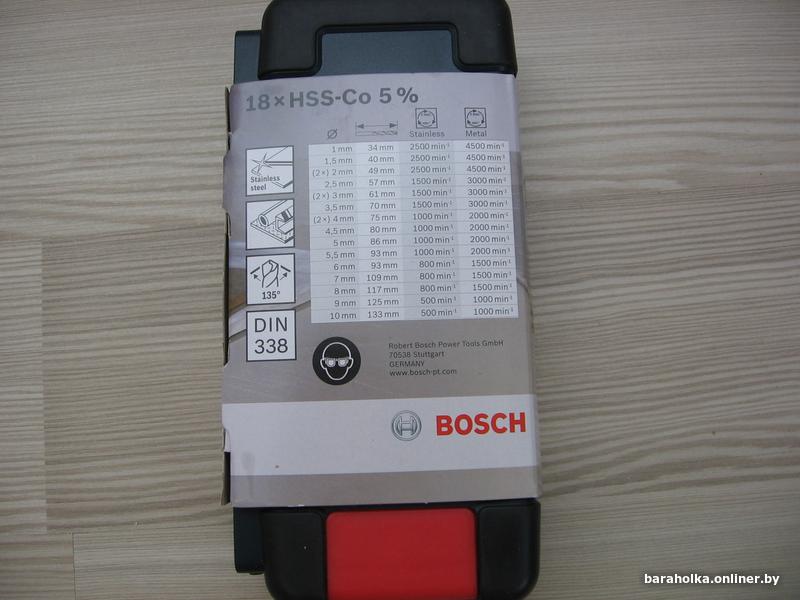 18×HSS-Co 5%
Ø Stainless Metal
1 mm 34 mm 2500 min⁻¹ 4500 min⁻¹
1,5 mm 40 mm 2500 min⁻¹ 4500 min⁻¹
(2×) 2 mm 49 mm 2500 min⁻¹ 4500 min⁻¹
2,5 mm 57 mm 1500 min⁻¹ 3000 min⁻¹
(2×) 3 mm 61 mm 1500 min⁻¹ 3000 min⁻¹
3,5 mm 70 mm 1500 min⁻¹ 3000 min⁻¹
(2×) 4 mm 75 mm 1000 min⁻¹ 2000 min⁻¹
4,5 mm 80 mm 1000 min⁻¹ 2000 min⁻¹
5 mm 86 mm 1000 min⁻¹ 2000 min⁻¹
5,5 mm 93 mm 1000 min⁻¹ 2000 min⁻¹
6 mm 93 mm 800 min⁻¹ 1500 min⁻¹
7 mm 109 mm 800 min⁻¹ 1500 min⁻¹
8 mm 117 mm 800 min⁻¹ 1500 min⁻¹
9 mm 125 mm 500 min⁻¹ 1000 min⁻¹
10 mm 133 mm 500 min⁻¹ 1000 min⁻¹
Stainless
steel
135°
DIN
338
Robert Bosch Power Tools GmbH
70538 Stuttgart
GERMANY
www.bosch-pt.com
BOSCH
baraholka.onliner.by